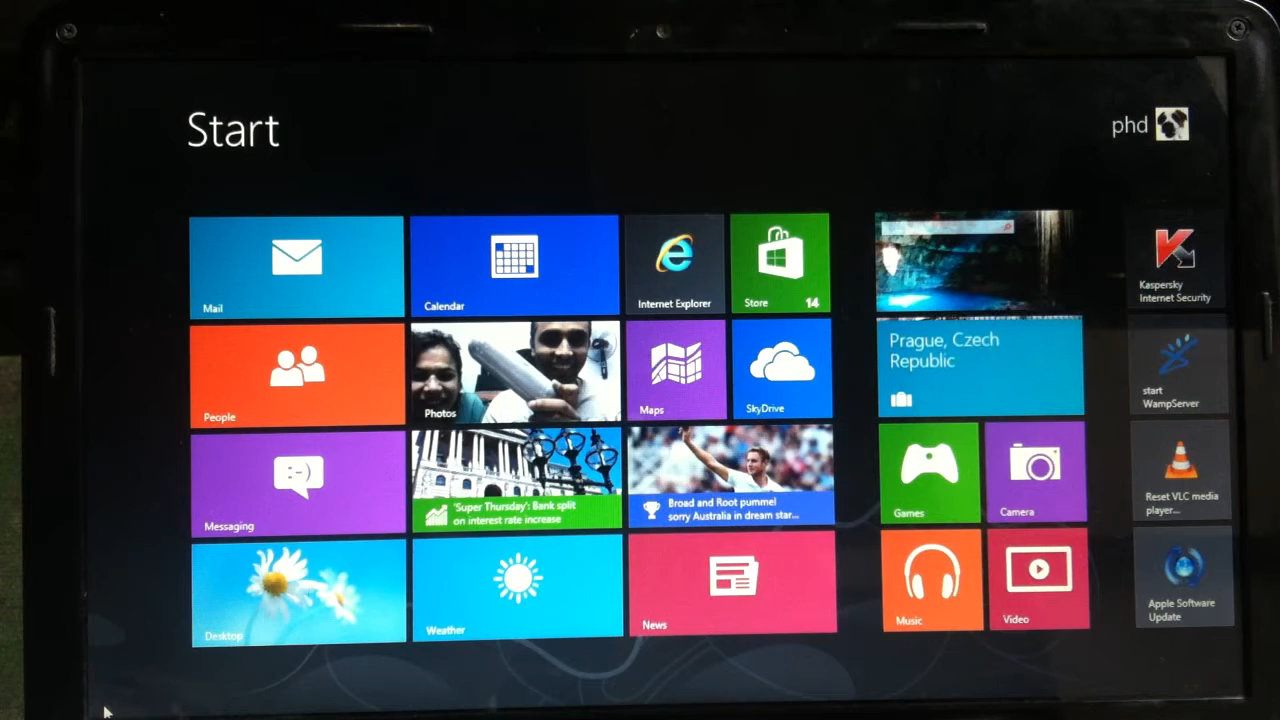 Start
phd
Mail
Calendar
Internet Explorer
Store
14
Kaspersky
Internet Security
People
Photos
Maps
SkyDrive
Prague, Czech
Republic
start
WampServer
Messaging
'Super Thursday': Bank split
on interest rate increase
Broad and Root pummel
sorry Australia in dream star...
Games
Camera
Reset VLC media
player...
Desktop
Weather
News
Music
Video
Apple Software
Update